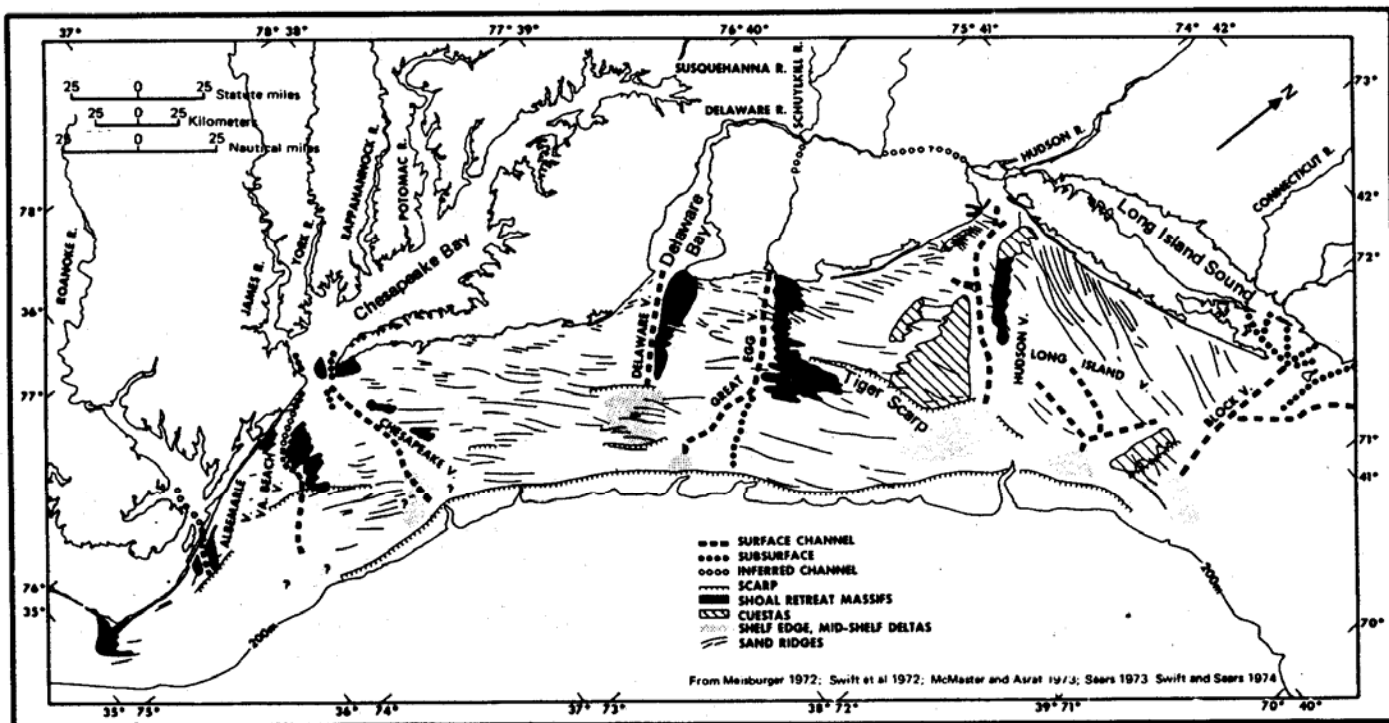 37° 78° 38° 77° 39° 76° 40° 75° 41° 74° 42°
25 0 25 Statute miles
25 0 25 Kilometers
25 0 25 Nautical miles
SUSQUEHANNA R.
DELAWARE R.
SCHUYLKILL R.
HUDSON R.
N
CONNECTICUT R.
73°
42°
72°
71°
41°
70°
78°
36°
77°
76°
35°
ROANOKE R.
JAMES R.
YORK R.
RAPPAHANNOCK R.
POTOMAC R.
Chesapeake Bay
Delaware
Bay
Long Island Sound
DELAWARE V.
GREAT EGG V.
Tiger Scarp
HUDSON V.
LONG ISLAND V.
BLOCK V.
CHESAPEAKE V.
ALBEMARLE V.
VA. BEACH V.
?
?
?
?
?
200m
200m
SURFACE CHANNEL
SUBSURFACE
INFERRED CHANNEL
SCARP
SHOAL RETREAT MASSIFS
CUESTAS
SHELF EDGE, MID-SHELF DELTAS
SAND RIDGES
From Meisburger 1972; Swift et al 1972; McMaster and Asraf 1973; Sears 1973 Swift and Sears 1974
35° 75° 36° 74° 37° 73° 38° 72° 39° 71° 70° 40°